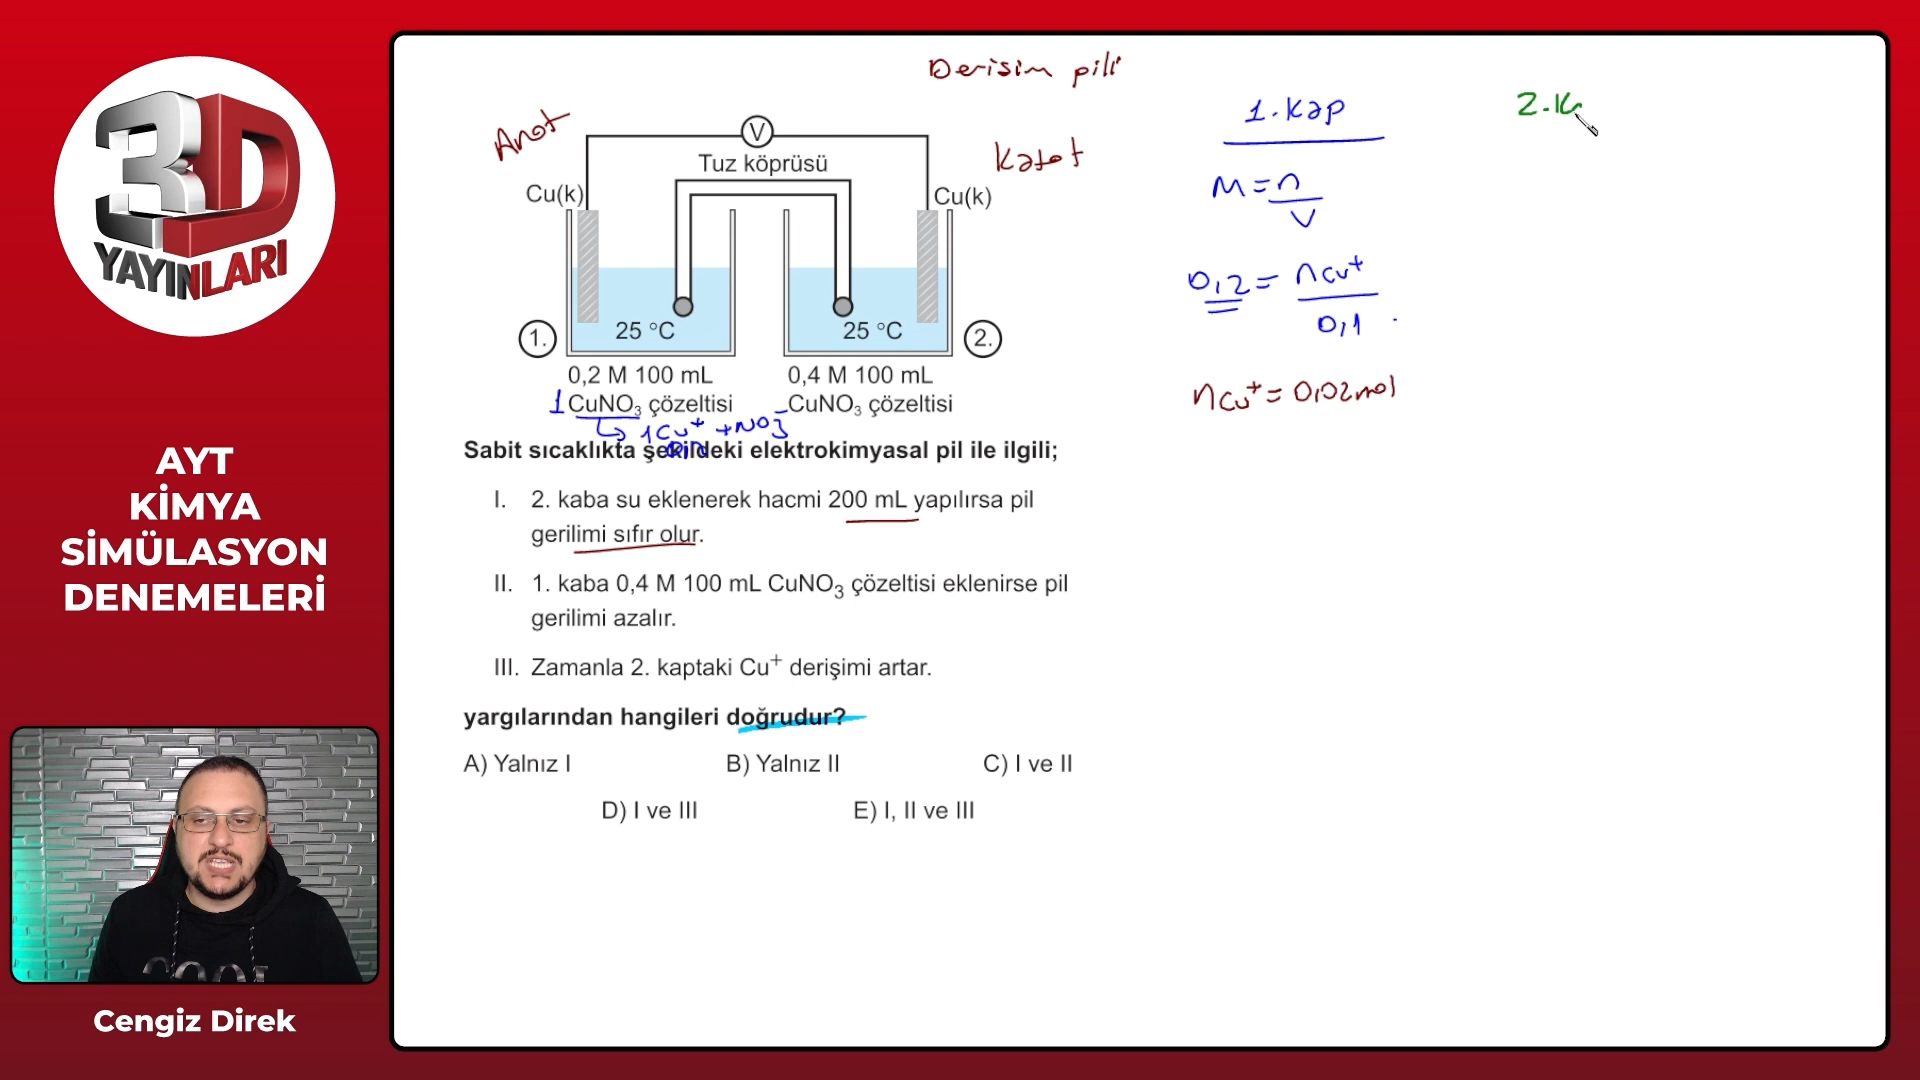 3D
YAYINLARI
AYT
KİMYA
SİMÜLASYON
DENEMELERİ
Cengiz Direk
Derisim pili
Anot
Katot
V
Tuz köprüsü
Cu(k)
Cu(k)
1.
25 °C
25 °C
2.
0,2 M 100 mL
0,4 M 100 mL
1 CuNO₃ çözeltisi
CuNO₃ çözeltisi
1Cu⁺ + NO₃⁻
Sabit sıcaklıkta şekildeki elektrokimyasal pil ile ilgili;
I. 2. kaba su eklenerek hacmi 200 mL yapılırsa pil
gerilimi sıfır olur.
II. 1. kaba 0,4 M 100 mL CuNO₃ çözeltisi eklenirse pil
gerilimi azalır.
III. Zamanla 2. kaptaki Cu⁺ derişimi artar.
yargılarından hangileri doğrudur?
A) Yalnız I
B) Yalnız II
C) I ve II
D) I ve III
E) I, II ve III
1. Kap
M = n / V
0,2 = nCu⁺ / 0,1
nCu⁺ = 0,02 mol
2. Ka